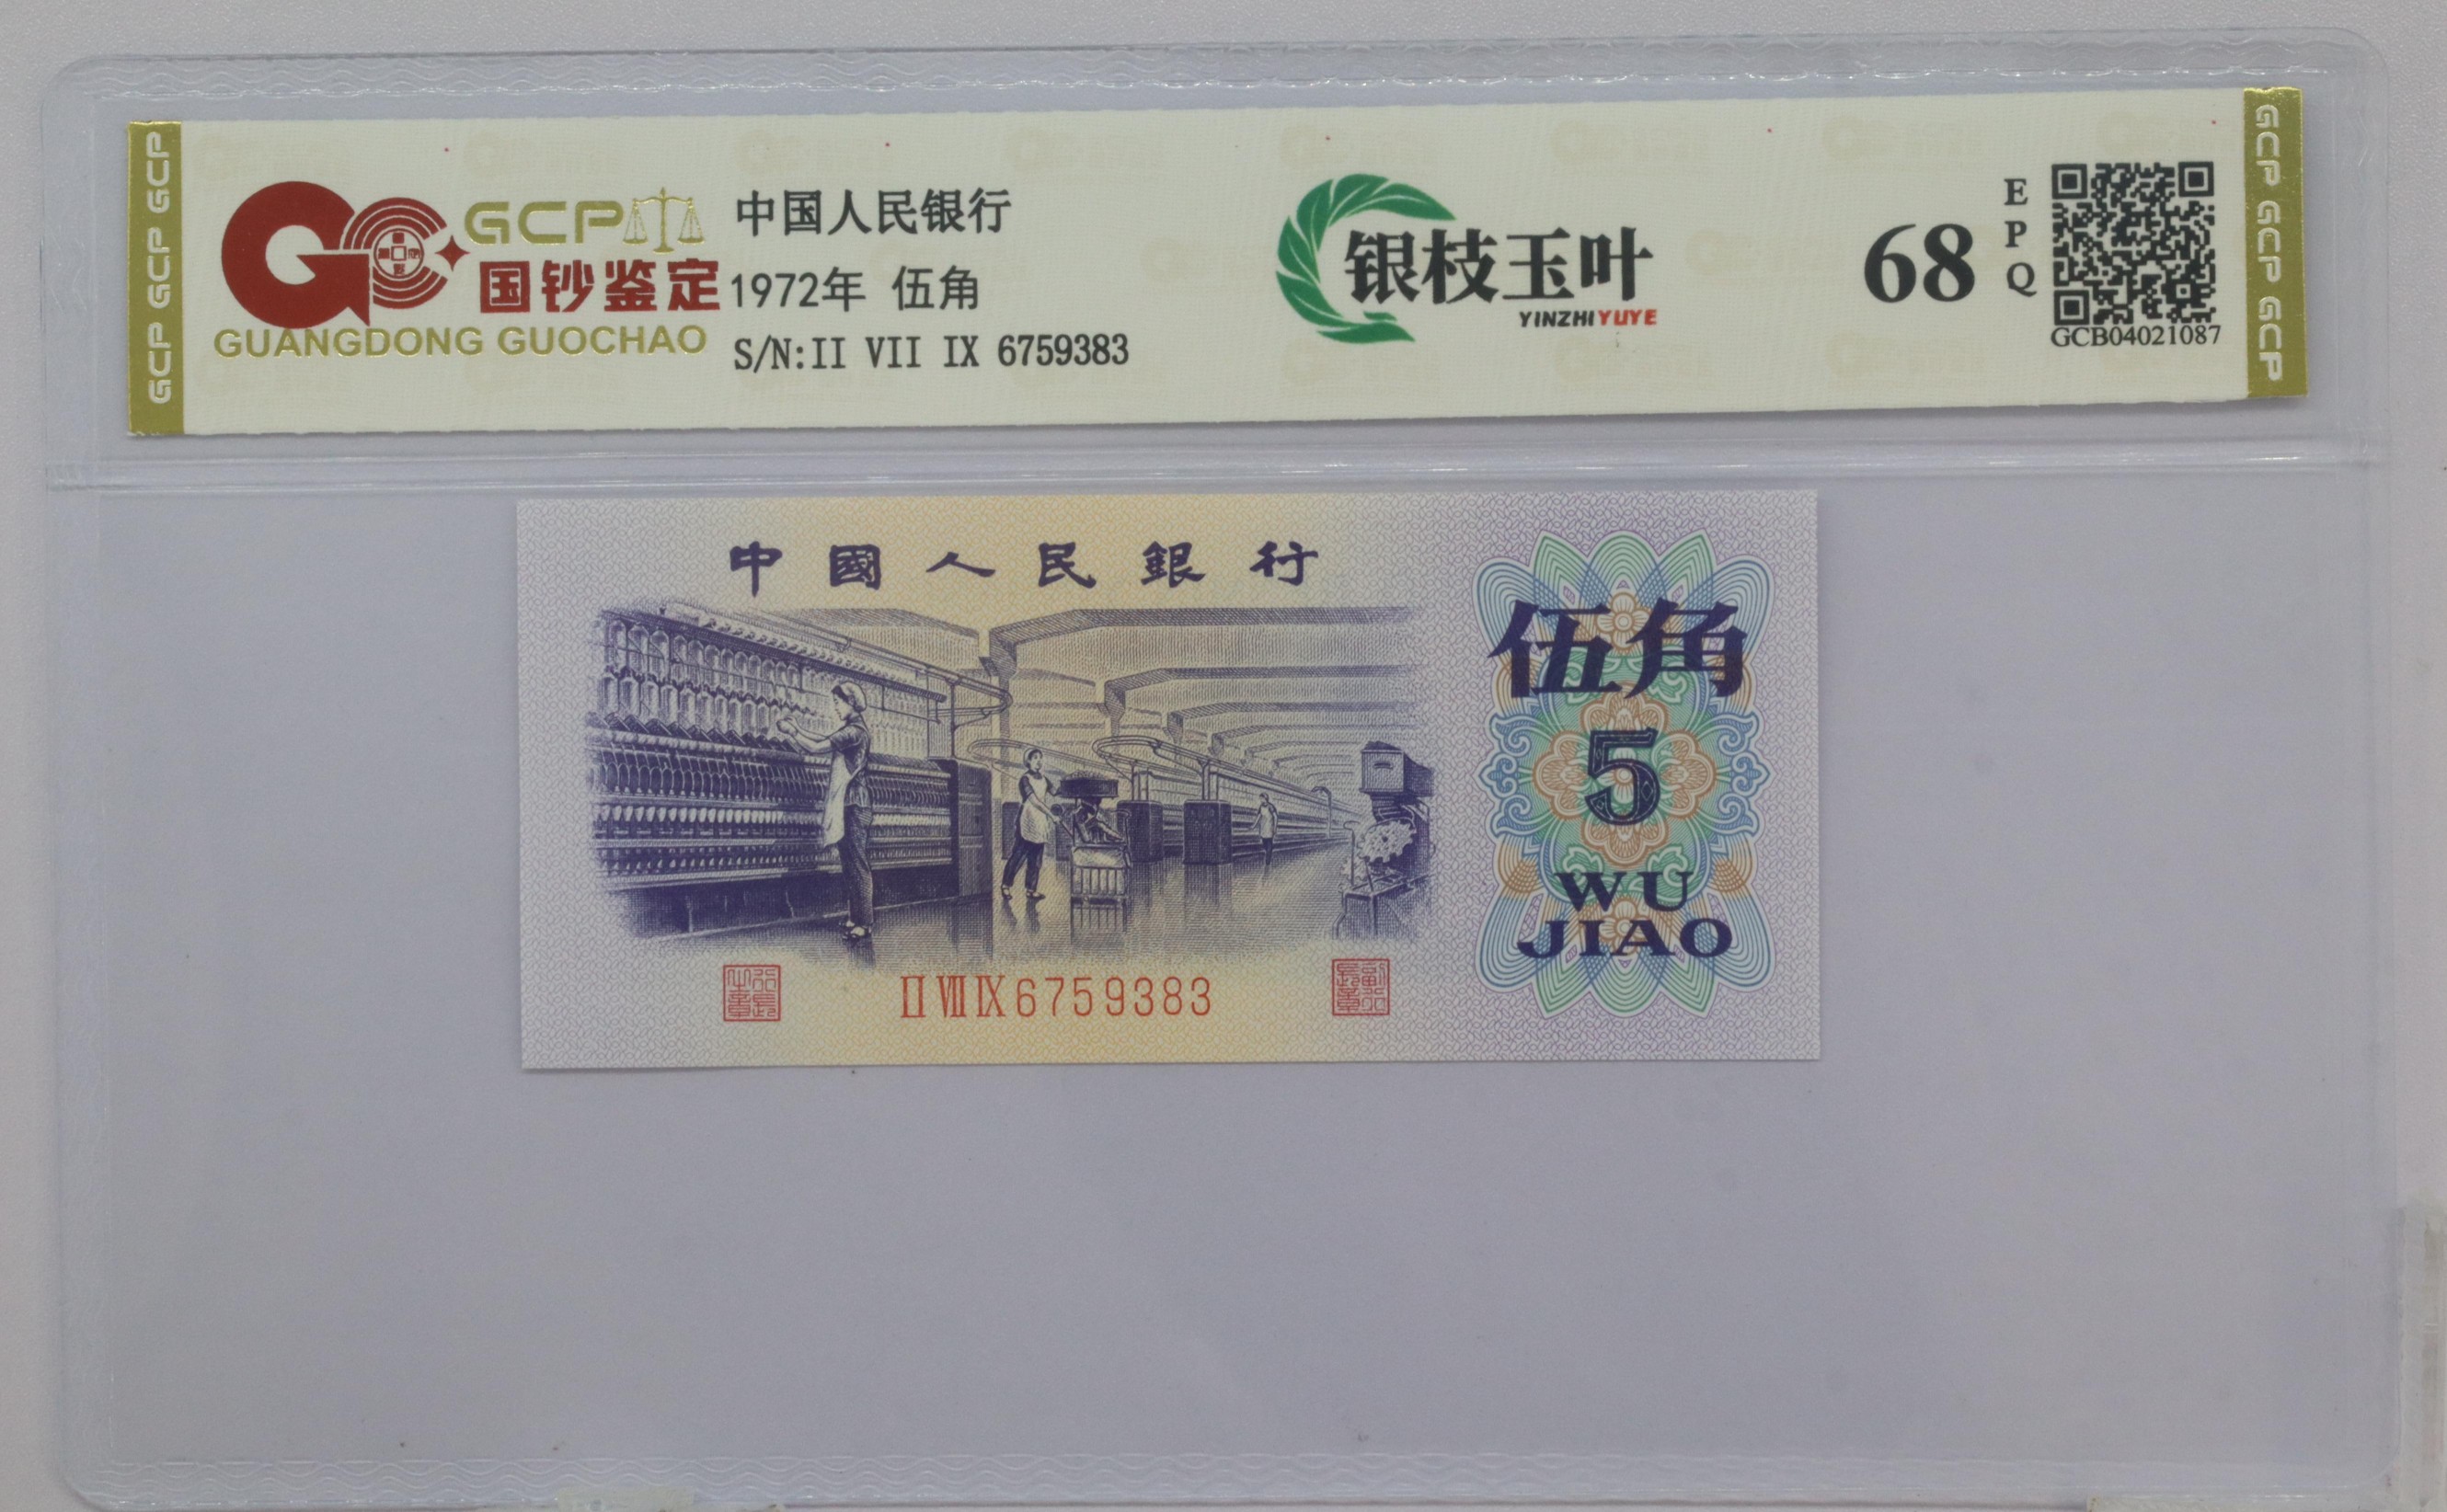 GCP GCP GCP
GCP
国钞鉴定
GUANGDONG GUOCHAO
中国人民银行
1972年 伍角
S/N:II VII IX 6759383
银枝玉叶
YINZHIYUYE
68
EPQ
GCB04021087
GCP GCP GCP
中國人民銀行
伍角
5
WU
JIAO
II VII IX 6759383